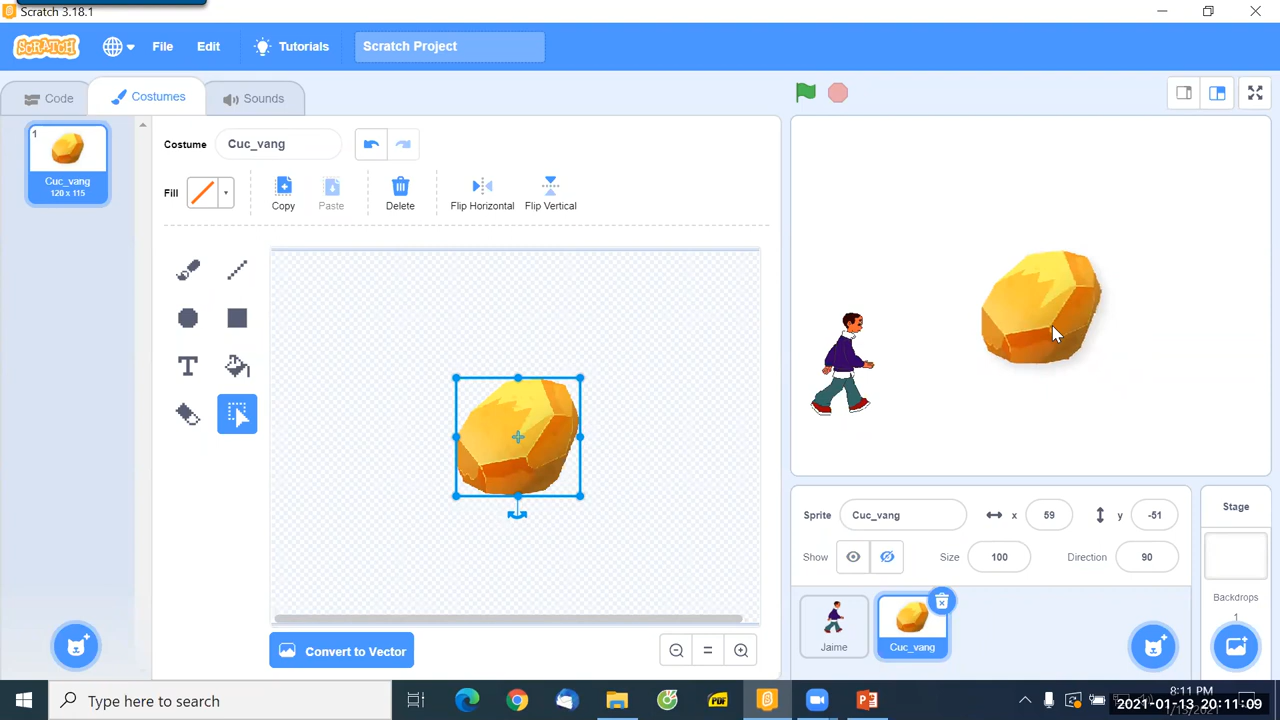 Scratch 3.18.1
SCRATCH File Edit Tutorials Scratch Project
Code Costumes Sounds
1
Cuc_vang
120 x 115
Costume Cuc_vang
Fill Copy Paste Delete Flip Horizontal Flip Vertical
T
Convert to Vector
Sprite Cuc_vang x 59 y -51
Show Size 100 Direction 90
Jaime
Cuc_vang
Stage
Backdrops
1
Type here to search
PDF
8:11 PM
2021-01-13 20:11:09